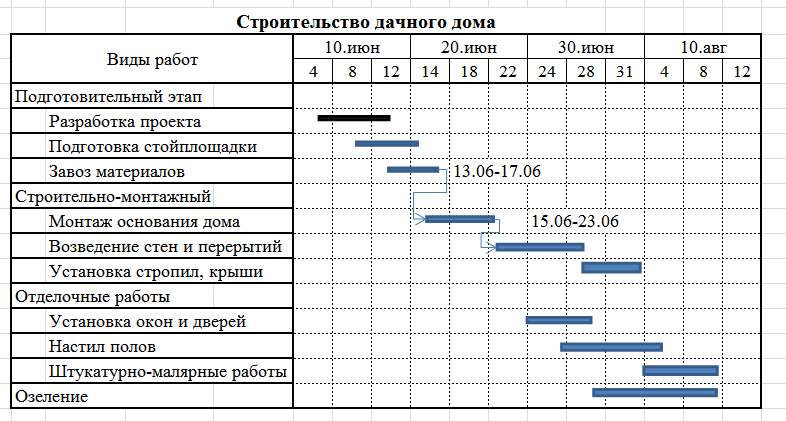 Строительство дачного дома
Виды работ
10.июн 20.июн 30.июн 10.авг
4 8 12 14 18 22 24 28 31 4 8 12
Подготовительный этап
Разработка проекта
Подготовка стойплощадки
Завоз материалов 13.06-17.06
Строительно-монтажный
Монтаж основания дома 15.06-23.06
Возведение стен и перерытий
Установка стропил, крыши
Отделочные работы
Установка окон и дверей
Настил полов
Штукатурно-малярные работы
Озеление